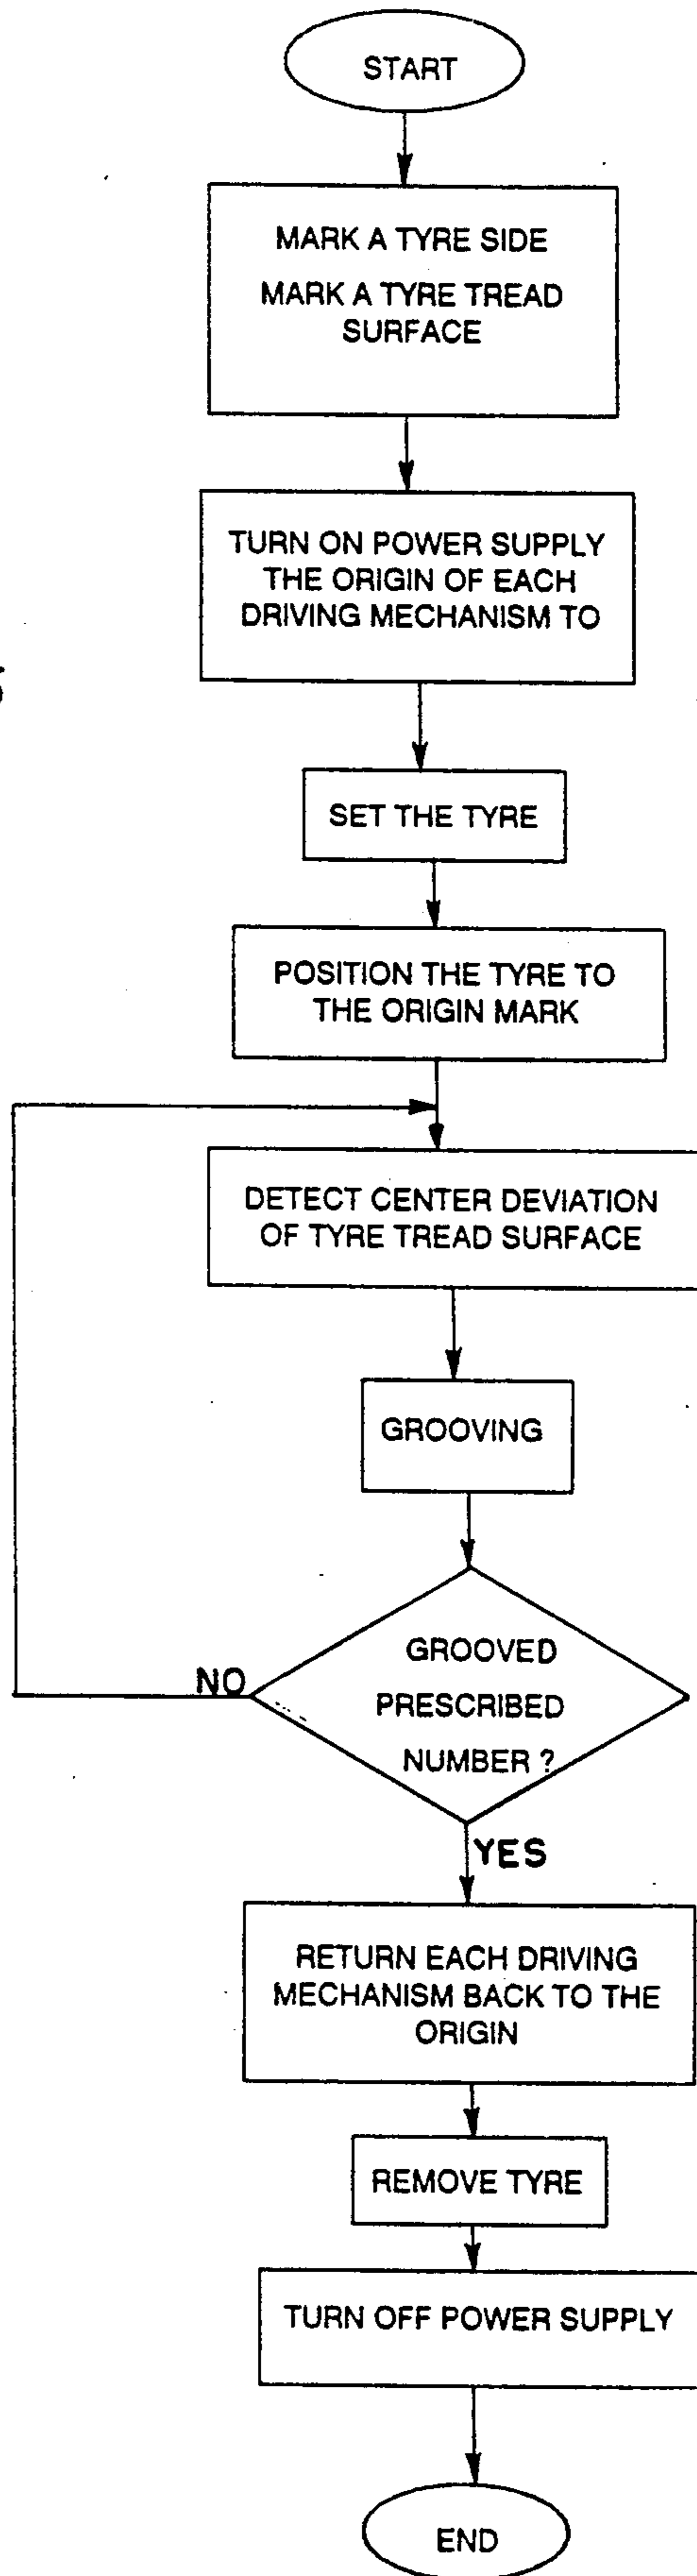 START
MARK A TYRE SIDE
MARK A TYRE TREAD
SURFACE
TURN ON POWER SUPPLY
THE ORIGIN OF EACH
DRIVING MECHANISM TO
SET THE TYRE
POSITION THE TYRE TO
THE ORIGIN MARK
DETECT CENTER DEVIATION
OF TYRE TREAD SURFACE
GROOVING
GROOVED
PRESCRIBED
NUMBER ?
NO
YES
RETURN EACH DRIVING
MECHANISM BACK TO THE
ORIGIN
REMOVE TYRE
TURN OFF POWER SUPPLY
END